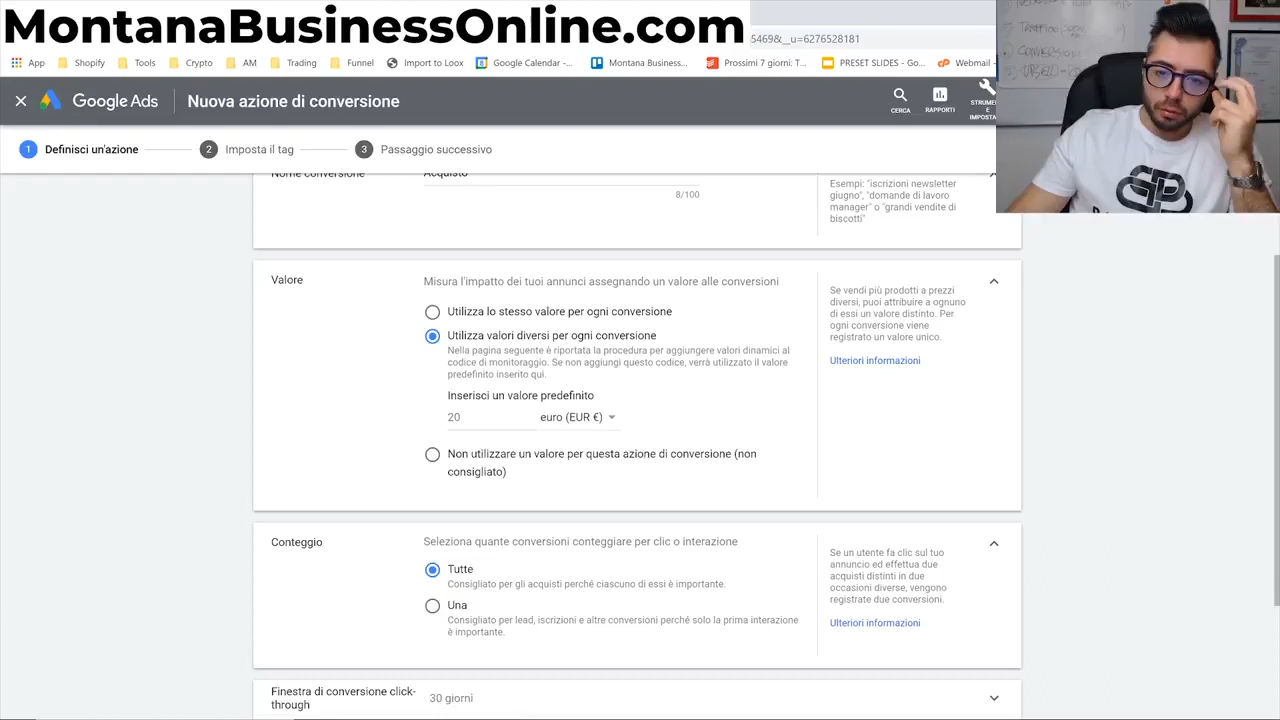 MontanaBusinessOnline.com
5469&__u=6276528181
App
Shopify
Tools
Crypto
AM
Trading
Funnel
Import to Loox
Google Calendar -...
Montana Business...
Prossimi 7 giorni: T...
PRESET SLIDES - Go...
Webmail
Google Ads
Nuova azione di conversione
CERCA
RAPPORTI
STRUME
E
IMPOSTA
1 Definisci un'azione
2 Imposta il tag
3 Passaggio successivo
Nome conversione
Acquisto
8/100
Esempi: "iscrizioni newsletter
giugno", "domande di lavoro
manager" o "grandi vendite di
biscotti"
Valore
Misura l'impatto dei tuoi annunci assegnando un valore alle conversioni
Utilizza lo stesso valore per ogni conversione
Utilizza valori diversi per ogni conversione
Nella pagina seguente è riportata la procedura per aggiungere valori dinamici al
codice di monitoraggio. Se non aggiungi questo codice, verrà utilizzato il valore
predefinito inserito qui.
Inserisci un valore predefinito
20 euro (EUR €)
Non utilizzare un valore per questa azione di conversione (non
consigliato)
Se vendi più prodotti a prezzi
diversi, puoi attribuire a ognuno
di essi un valore distinto. Per
ogni conversione viene
registrato un valore unico.
Ulteriori informazioni
Conteggio
Seleziona quante conversioni conteggiare per clic o interazione
Tutte
Consigliato per gli acquisti perché ciascuno di essi è importante.
Una
Consigliato per lead, iscrizioni e altre conversioni perché solo la prima interazione
è importante.
Se un utente fa clic sul tuo
annuncio ed effettua due
acquisti distinti in due
occasioni diverse, vengono
registrate due conversioni.
Ulteriori informazioni
Finestra di conversione click-
through
30 giorni